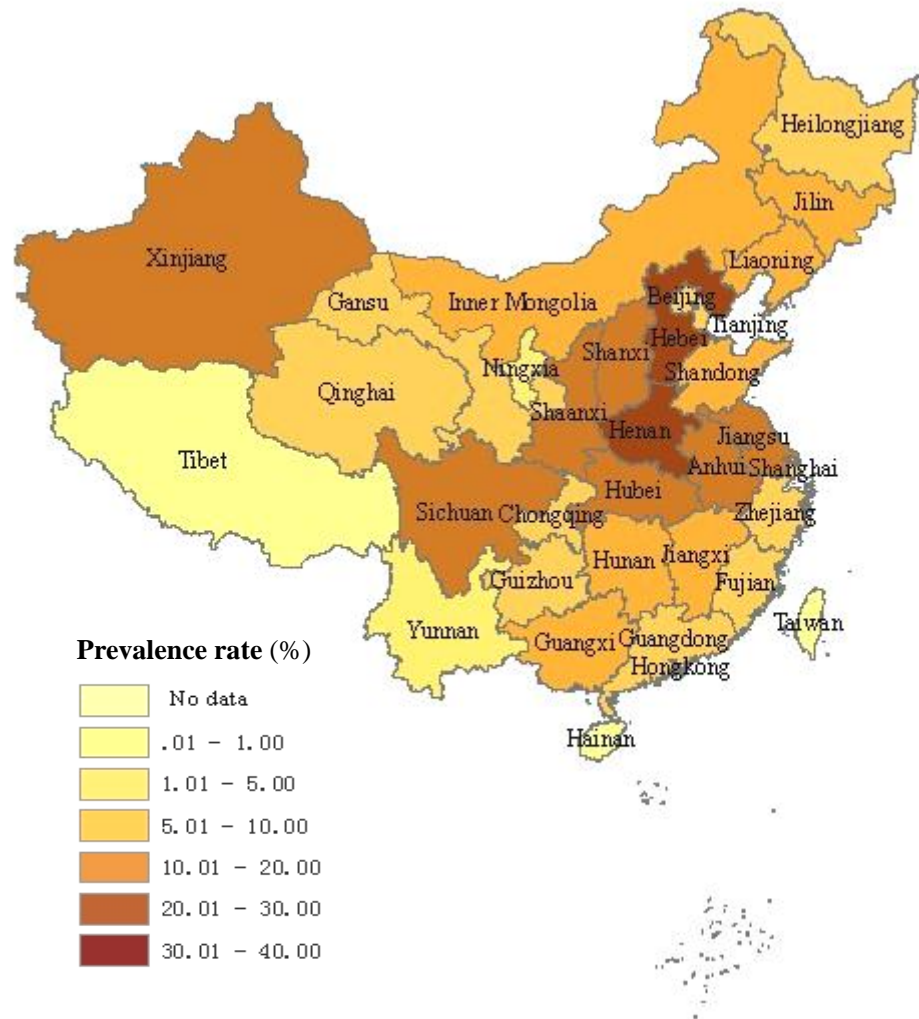 Heilongjiang
Jilin
Xinjiang
Liaoning
Gansu
Inner Mongolia
Beijing
Tianjing
Hebei
Shanxi
Ningxia
Shandong
Qinghai
Shaanxi
Henan
Jiangsu
Tibet
Anhui
Shanghai
Hubei
Sichuan
Chongqing
Zhejiang
Hunan
Jiangxi
Guizhou
Fujian
Taiwan
Yunnan
Guangxi
Guangdong
Hongkong
Hainan
Prevalence rate (%)
No data
.01 - 1.00
1.01 - 5.00
5.01 - 10.00
10.01 - 20.00
20.01 - 30.00
30.01 - 40.00